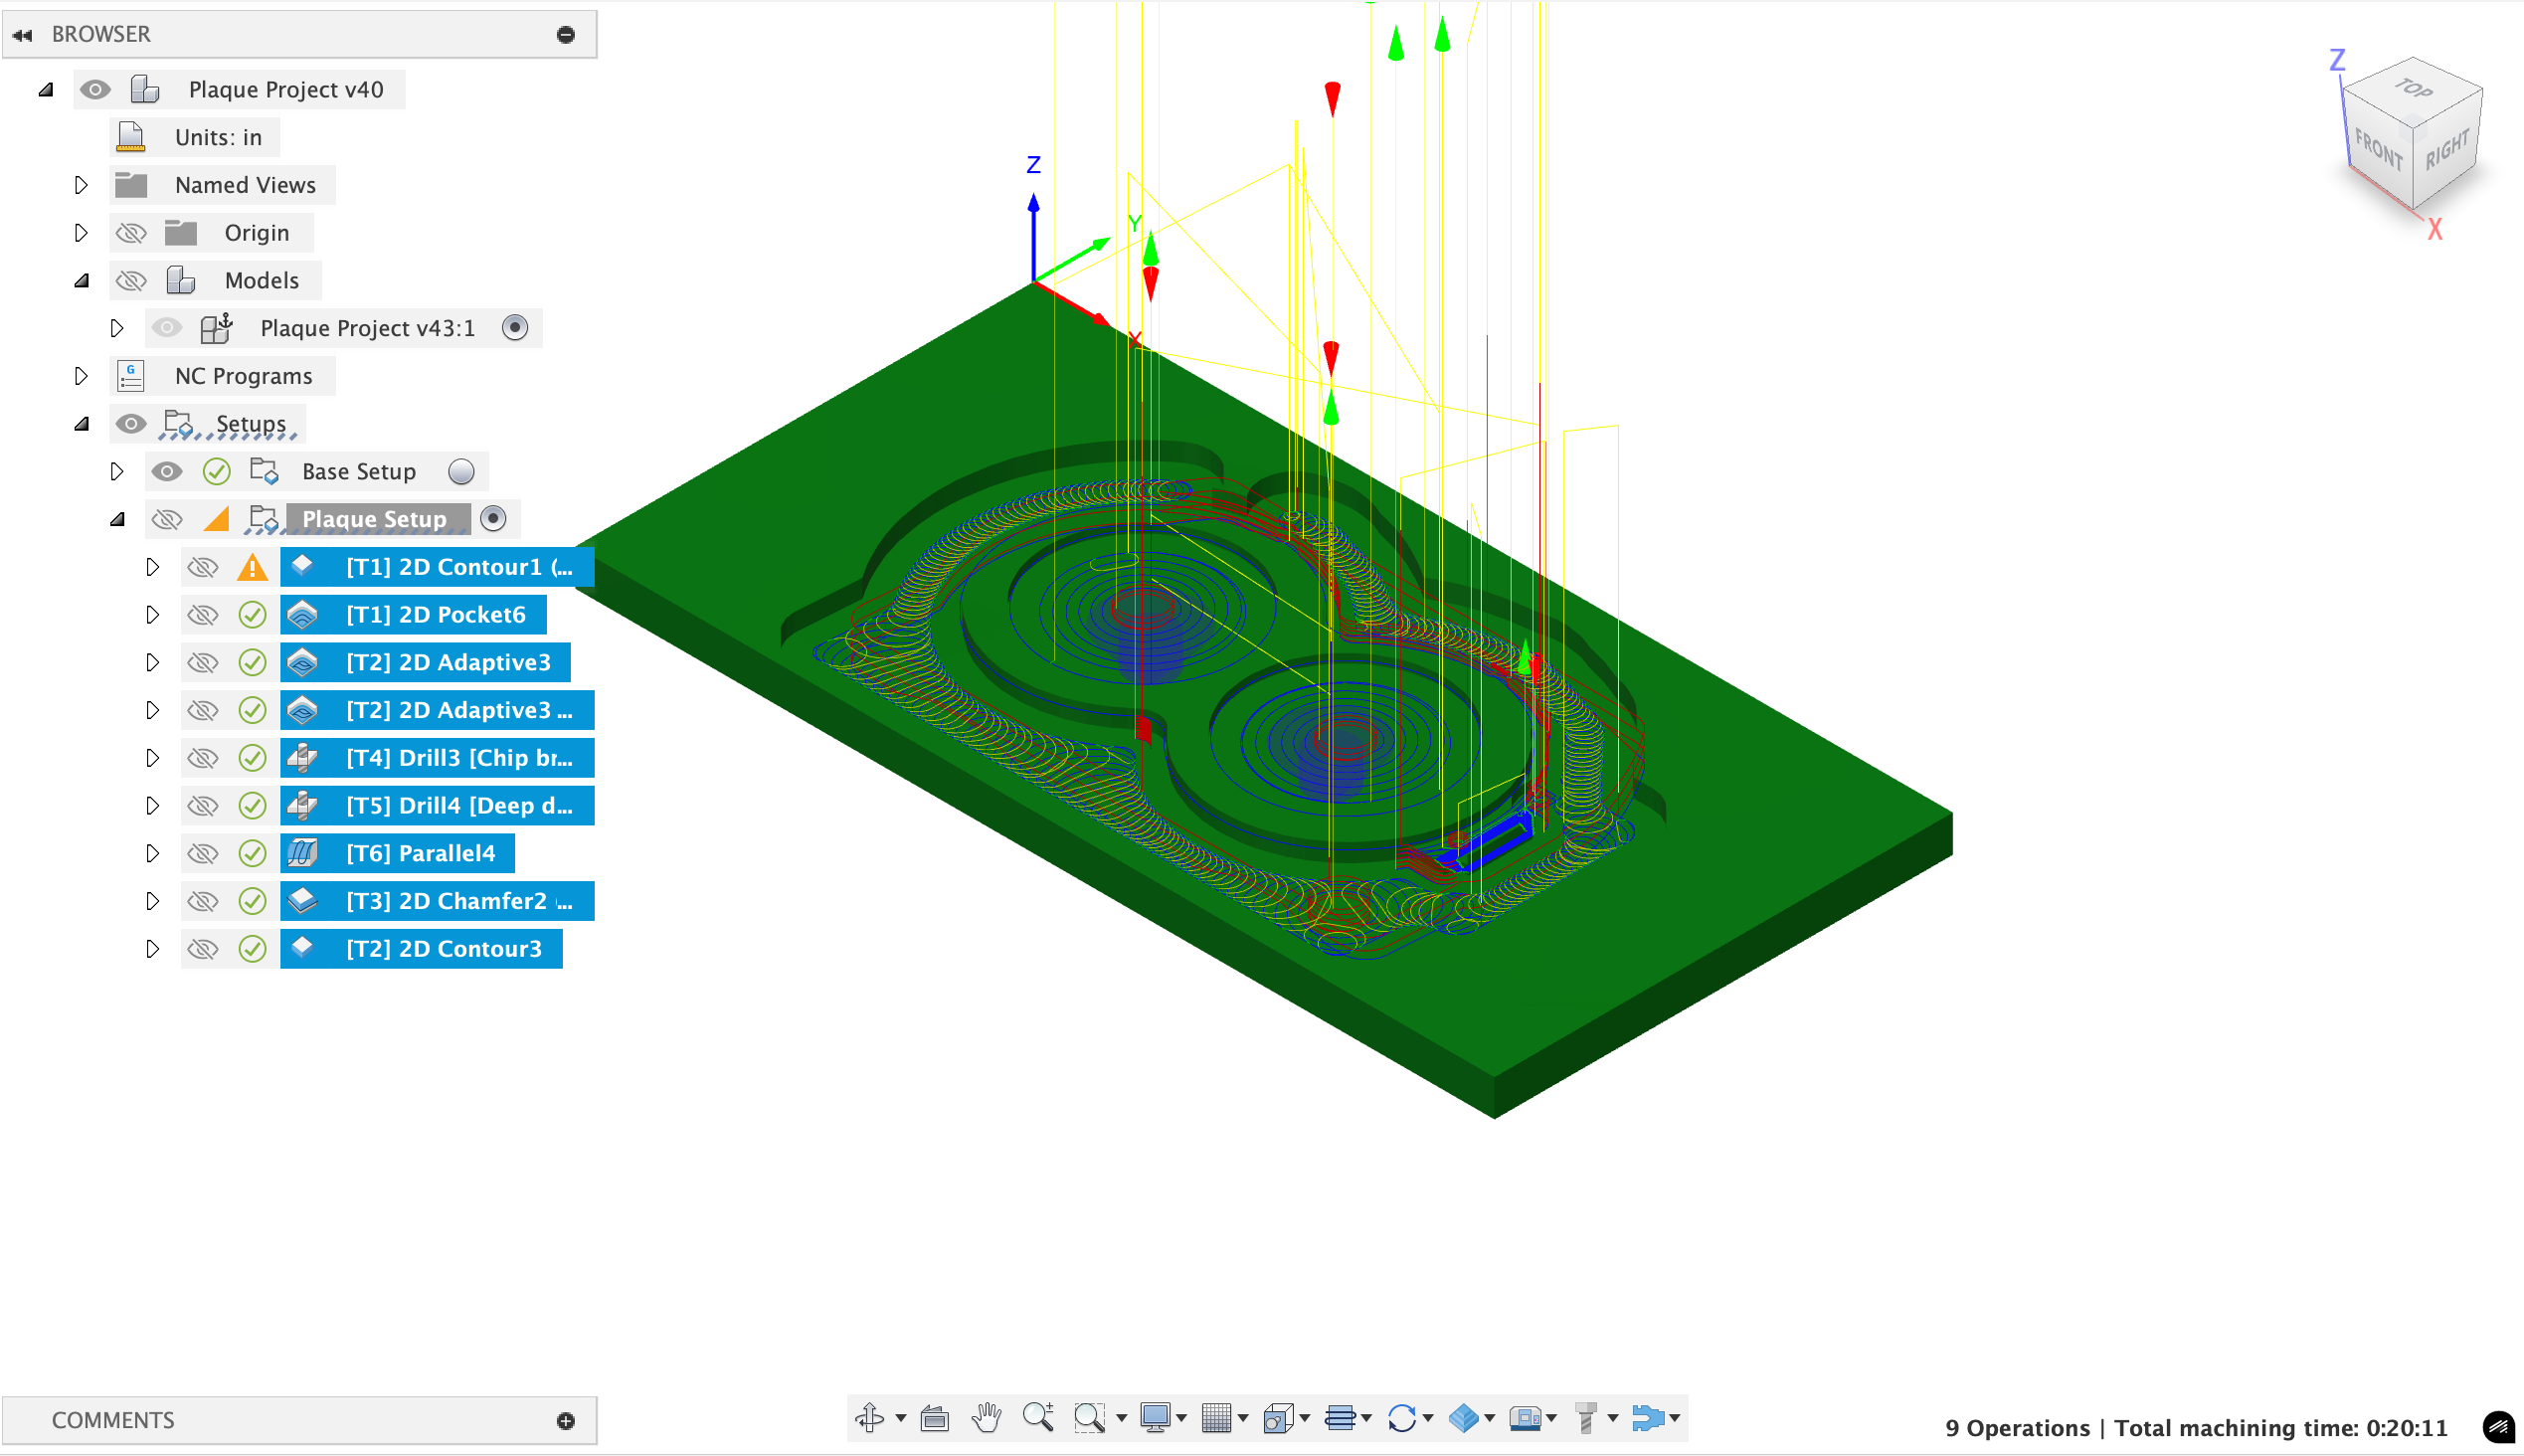 BROWSER
Plaque Project v40
Units: in
Named Views
Origin
Models
Plaque Project v43:1
G
NC Programs
Setups
Base Setup
Plaque Setup
[T1] 2D Contour1 (...
[T1] 2D Pocket6
[T2] 2D Adaptive3
[T2] 2D Adaptive3 ...
[T4] Drill3 [Chip br...
[T5] Drill4 [Deep d...
[T6] Parallel4
[T3] 2D Chamfer2 (...
[T2] 2D Contour3
Z
Y
X
Z
TOP
FRONT
RIGHT
X
COMMENTS
9 Operations | Total machining time: 0:20:11